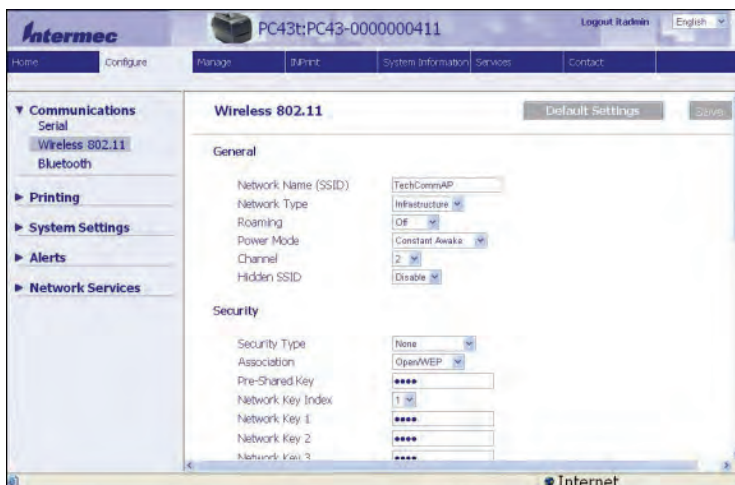 Intermec
PC43t:PC43-0000000411
Logout itadmin
English
Home
Configure
Manage
INPrint
System Information
Services
Contact
Communications
Serial
Wireless 802.11
Bluetooth
Printing
System Settings
Alerts
Network Services
Wireless 802.11
Default Settings
Save
General
Network Name (SSID) TechCommAP
Network Type Infrastructure
Roaming Off
Power Mode Constant Awake
Channel 2
Hidden SSID Disable
Security
Security Type None
Association Open/WEP
Pre-Shared Key ●●●●
Network Key Index 1
Network Key 1 ●●●●
Network Key 2 ●●●●
Network Key 3 ●●●●
Internet